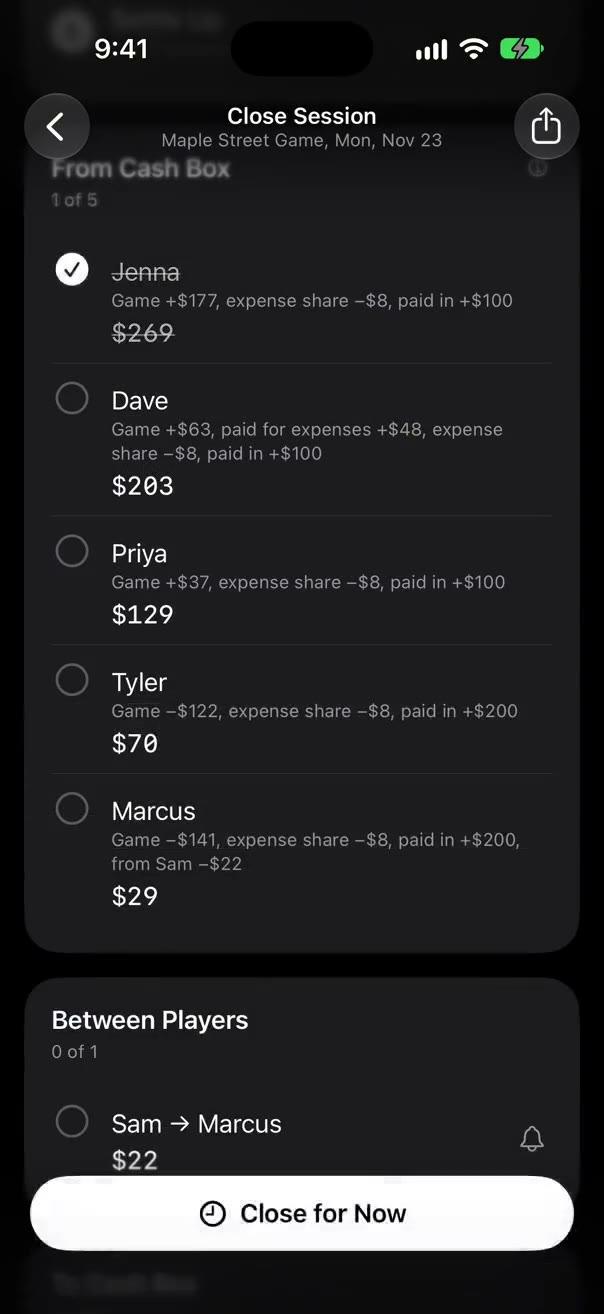 9:41
Close Session
Maple Street Game, Mon, Nov 23
From Cash Box
1 of 5
Jenna
Game +$177, expense share −$8, paid in +$100
$269
Dave
Game +$63, paid for expenses +$48, expense
share −$8, paid in +$100
$203
Priya
Game +$37, expense share −$8, paid in +$100
$129
Tyler
Game −$122, expense share −$8, paid in +$200
$70
Marcus
Game −$141, expense share −$8, paid in +$200,
from Sam −$22
$29
Between Players
0 of 1
Sam → Marcus
$22
Close for Now
To Cash Box